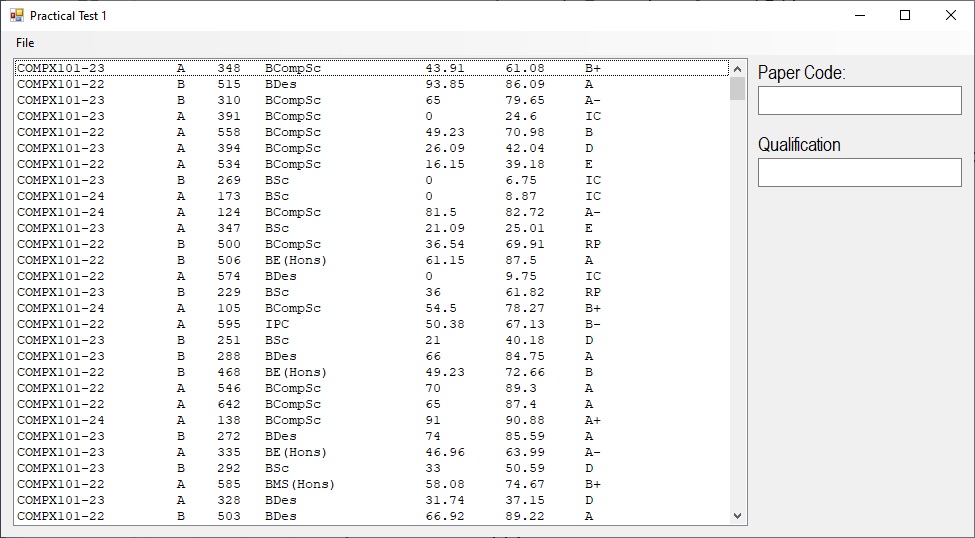 Practical Test 1
File
COMPX101-23 A 348 BCompSc 43.91 61.08 B+
COMPX101-22 B 515 BDes 93.85 86.09 A
COMPX101-23 B 310 BCompSc 65 79.65 A-
COMPX101-23 A 391 BCompSc 0 24.6 IC
COMPX101-22 A 558 BCompSc 49.23 70.98 B
COMPX101-23 A 394 BCompSc 26.09 42.04 D
COMPX101-22 A 534 BCompSc 16.15 39.18 E
COMPX101-23 B 269 BSc 0 6.75 IC
COMPX101-24 A 173 BSc 0 8.87 IC
COMPX101-24 A 124 BCompSc 81.5 82.72 A-
COMPX101-23 A 347 BSc 21.09 25.01 E
COMPX101-22 B 500 BCompSc 36.54 69.91 RP
COMPX101-22 B 506 BE(Hons) 61.15 87.5 A
COMPX101-22 A 574 BDes 0 9.75 IC
COMPX101-23 B 229 BSc 36 61.82 RP
COMPX101-24 A 105 BCompSc 54.5 78.27 B+
COMPX101-22 A 595 IPC 50.38 67.13 B-
COMPX101-23 B 251 BSc 21 40.18 D
COMPX101-23 B 288 BDes 66 84.75 A
COMPX101-22 B 468 BE(Hons) 49.23 72.66 B
COMPX101-22 A 546 BCompSc 70 89.3 A
COMPX101-22 A 642 BCompSc 65 87.4 A
COMPX101-24 A 138 BCompSc 91 90.88 A+
COMPX101-23 B 272 BDes 74 85.59 A
COMPX101-23 A 335 BE(Hons) 46.96 63.99 A-
COMPX101-23 B 292 BSc 33 50.59 D
COMPX101-22 A 585 BMS(Hons) 58.08 74.67 B+
COMPX101-23 A 328 BDes 31.74 37.15 D
COMPX101-22 B 503 BDes 66.92 89.22 A
Paper Code:
Qualification